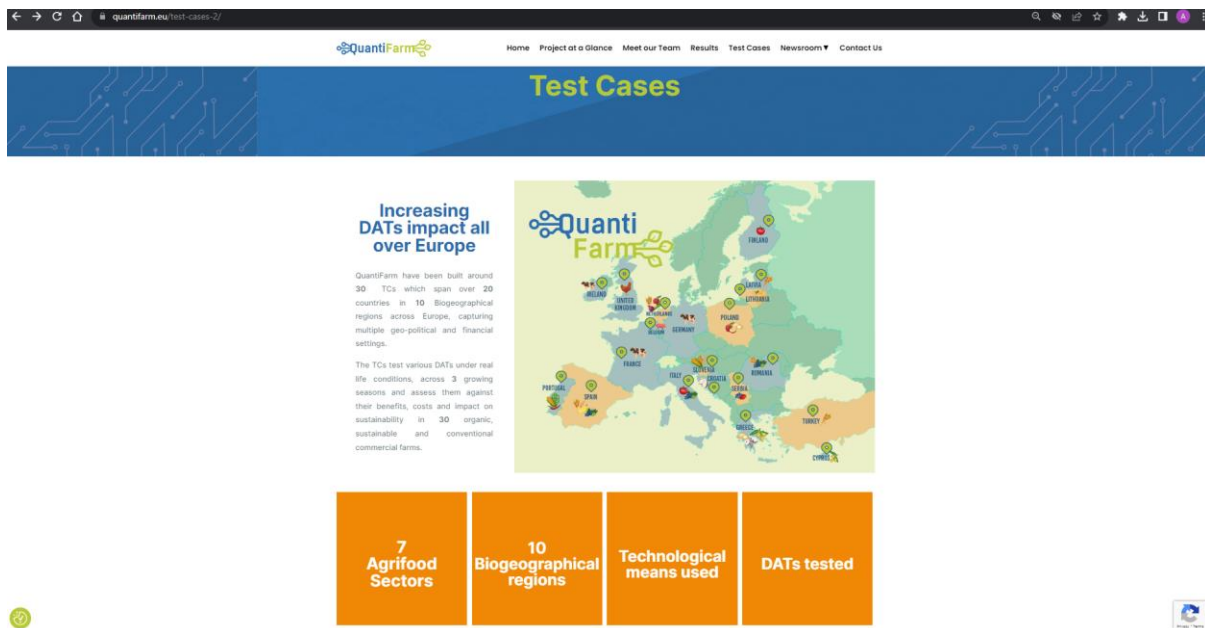 quantifarm.eu/test-cases-2/
A
QuantiFarm
Home Project at a Glance Meet our Team Results Test Cases Newsroom▼ Contact Us
Test Cases
Increasing
DATs impact all
over Europe
QuantiFarm have been built around
30 TCs which span over 20
countries in 10 Biogeographical
regions across Europe, capturing
multiple geo-political and financial
settings.
The TCs test various DATs under real
life conditions, across 3 growing
seasons and assess them against
their benefits, costs and impact on
sustainability in 30 organic,
sustainable and conventional
commercial farms.
Quanti
Farm
FINLAND
LATVIA
LITHUANIA
IRELAND
UNITED
KINGDOM
NETHERLANDS
BELGIUM
GERMANY
POLAND
FRANCE
SLOVENIA
ITALY
CROATIA
ROMANIA
SERBIA
PORTUGAL
SPAIN
GREECE
TURKEY
CYPRUS
7
Agrifood
Sectors
10
Biogeographical
regions
Technological
means used
DATs tested